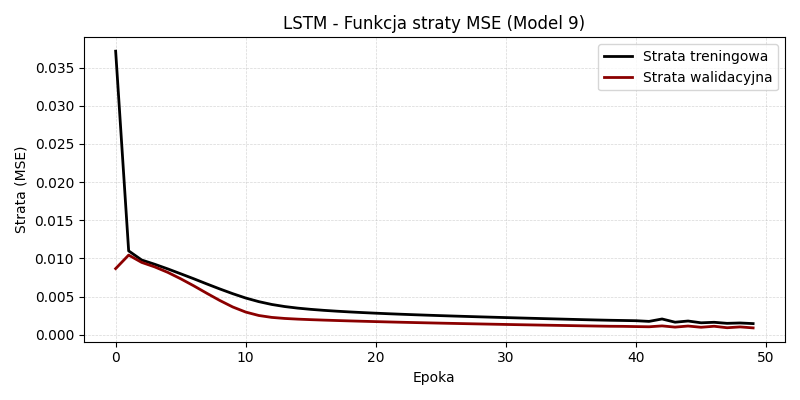 LSTM - Funkcja straty MSE (Model 9)
Strata treningowa
Strata walidacyjna
Strata (MSE)
0.035
0.030
0.025
0.020
0.015
0.010
0.005
0.000
0 10 20 30 40 50
Epoka